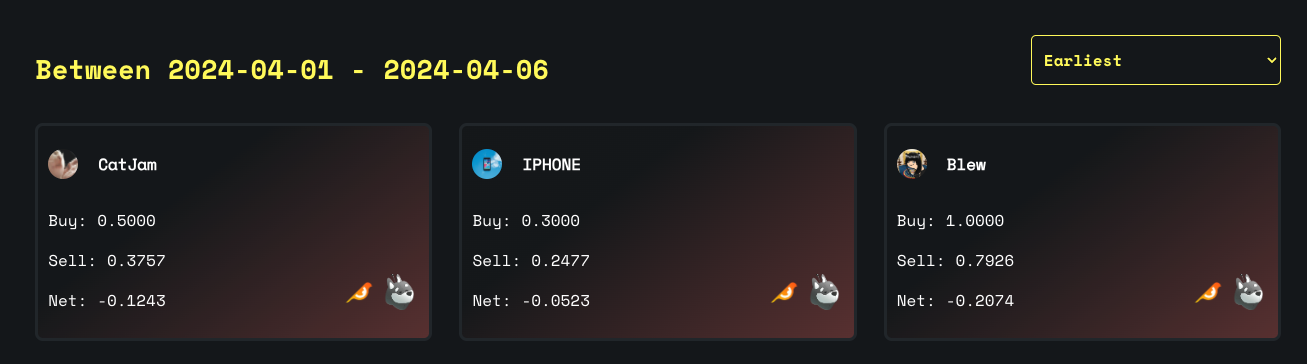 Between 2024-04-01 - 2024-04-06
Earliest
CatJam
Buy: 0.5000
Sell: 0.3757
Net: -0.1243
IPHONE
Buy: 0.3000
Sell: 0.2477
Net: -0.0523
Blew
Buy: 1.0000
Sell: 0.7926
Net: -0.2074